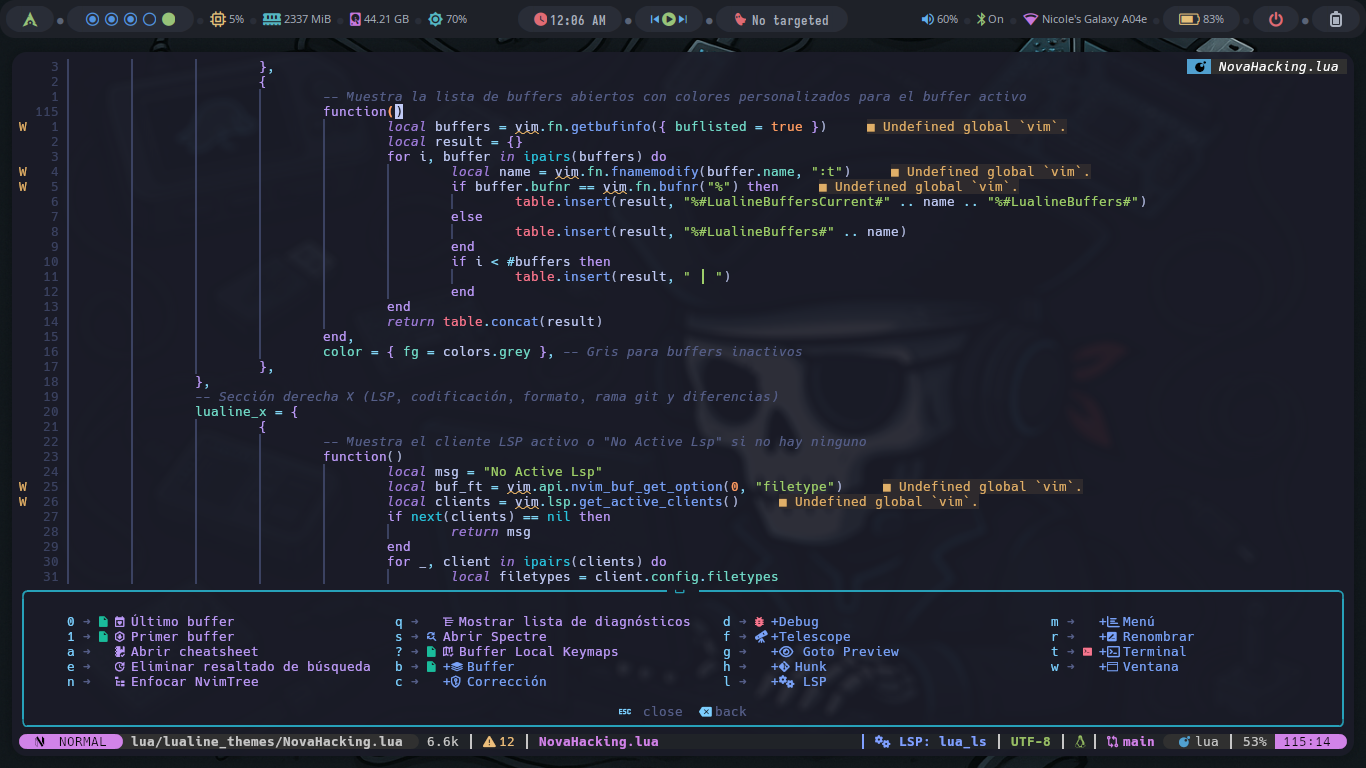 5% 2337 MiB 44.21 GB 70% 12:06 AM No targeted 60% On Nicole's Galaxy A04e 83%
3 },
NovaHacking.lua
2 {
1 -- Muestra la lista de buffers abiertos con colores personalizados para el buffer activo
115 function()
W 1 local buffers = vim.fn.getbufinfo({ buflisted = true }) ■ Undefined global `vim`.
2 local result = {}
3 for i, buffer in ipairs(buffers) do
W 4 local name = vim.fn.fnamemodify(buffer.name, ":t") ■ Undefined global `vim`.
W 5 if buffer.bufnr == vim.fn.bufnr("%") then ■ Undefined global `vim`.
6 table.insert(result, "%#LualineBuffersCurrent#" .. name .. "%#LualineBuffers#")
7 else
8 table.insert(result, "%#LualineBuffers#" .. name)
9 end
10 if i < #buffers then
11 table.insert(result, " | ")
12 end
13 end
14 return table.concat(result)
15 end,
16 color = { fg = colors.grey }, -- Gris para buffers inactivos
17 },
18 },
19 -- Sección derecha X (LSP, codificación, formato, rama git y diferencias)
20 lualine_x = {
21 {
22 -- Muestra el cliente LSP activo o "No Active Lsp" si no hay ninguno
23 function()
24 local msg = "No Active Lsp"
W 25 local buf_ft = vim.api.nvim_buf_get_option(0, "filetype") ■ Undefined global `vim`.
W 26 local clients = vim.lsp.get_active_clients() ■ Undefined global `vim`.
27 if next(clients) == nil then
28 return msg
29 end
30 for _, client in ipairs(clients) do
31 local filetypes = client.config.filetypes
0 → Último buffer q → Mostrar lista de diagnósticos d → +Debug m → +Menú
1 → Primer buffer s → Abrir Spectre f → +Telescope r → +Renombrar
a → Abrir cheatsheet ? → Buffer Local Keymaps g → + Goto Preview t → +Terminal
e → Eliminar resaltado de búsqueda b → +Buffer h → +Hunk w → +Ventana
n → Enfocar NvimTree c → +Corrección l → + LSP
ESC close back
NORMAL lua/lualine_themes/NovaHacking.lua 6.6k | 12 | NovaHacking.lua | LSP: lua_ls | UTF-8 | | main lua | 53% 115:14